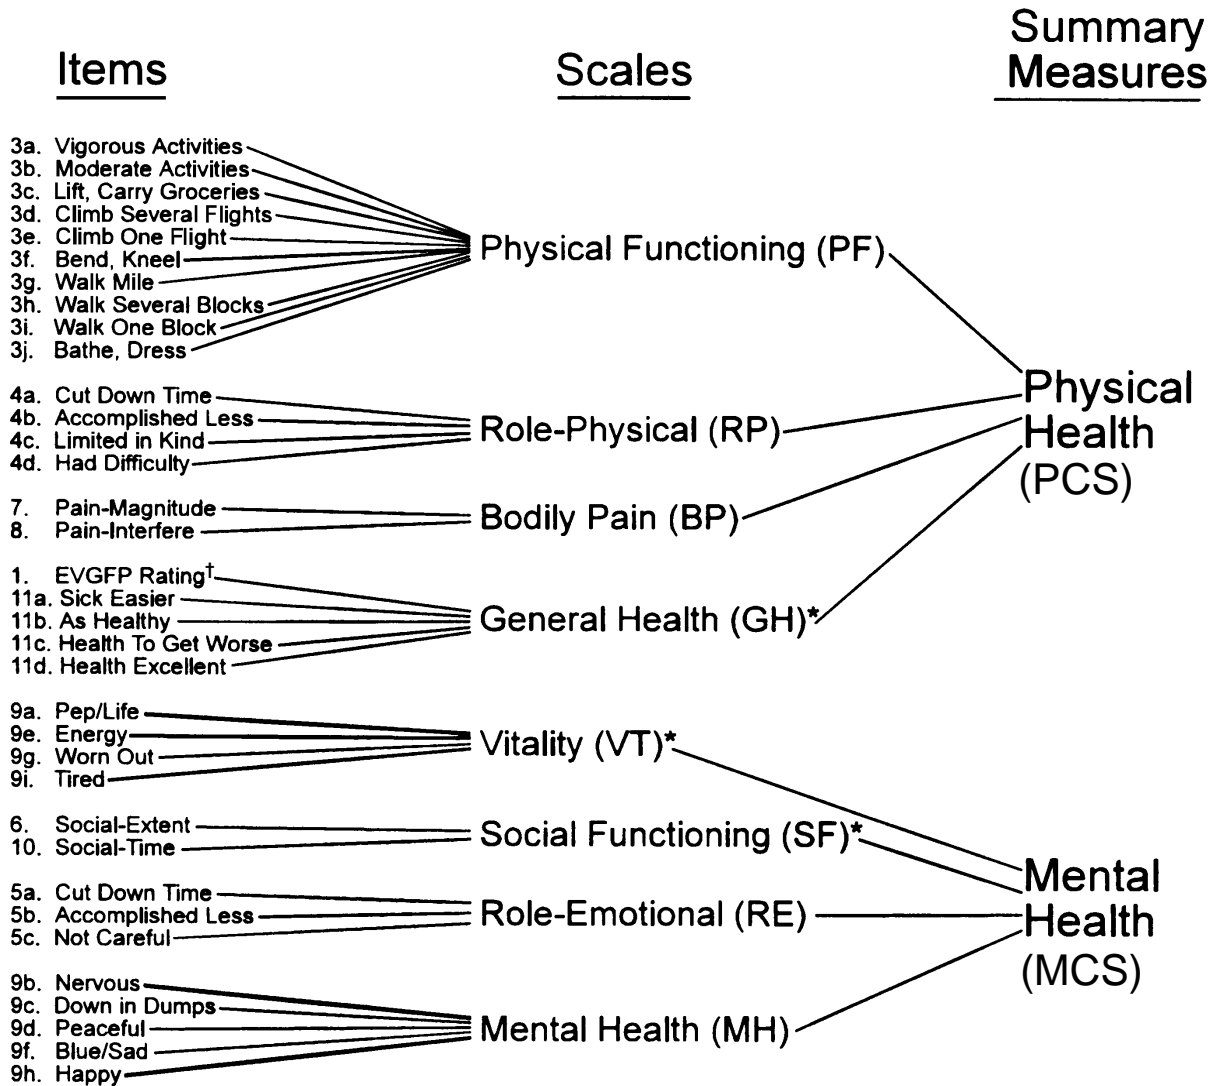 Items
Scales
Summary
Measures
3a. Vigorous Activities
3b. Moderate Activities
3c. Lift, Carry Groceries
3d. Climb Several Flights
3e. Climb One Flight
3f. Bend, Kneel
3g. Walk Mile
3h. Walk Several Blocks
3i. Walk One Block
3j. Bathe, Dress
Physical Functioning (PF)
4a. Cut Down Time
4b. Accomplished Less
4c. Limited in Kind
4d. Had Difficulty
Role-Physical (RP)
7. Pain-Magnitude
8. Pain-Interfere
Bodily Pain (BP)
1. EVGFP Rating†
11a. Sick Easier
11b. As Healthy
11c. Health To Get Worse
11d. Health Excellent
General Health (GH)*
Physical
Health
(PCS)
9a. Pep/Life
9e. Energy
9g. Worn Out
9i. Tired
Vitality (VT)*
6. Social-Extent
10. Social-Time
Social Functioning (SF)*
5a. Cut Down Time
5b. Accomplished Less
5c. Not Careful
Role-Emotional (RE)
9b. Nervous
9c. Down in Dumps
9d. Peaceful
9f. Blue/Sad
9h. Happy
Mental Health (MH)
Mental
Health
(MCS)